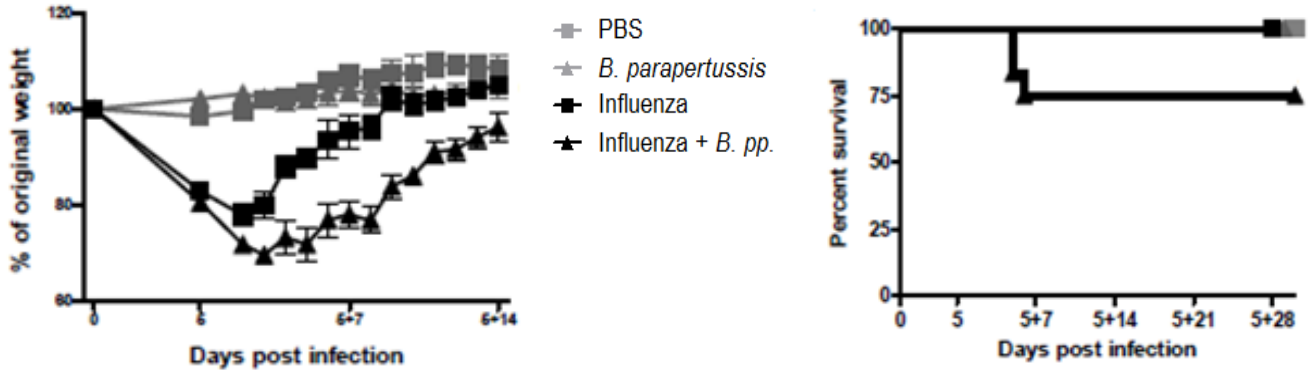 120
100
80
60
% of original weight
0 5 5+7 5+14
Days post infection
PBS
B. parapertussis
Influenza
Influenza + B. pp.
100
75
50
25
0
Percent survival
0 5 5+7 5+14 5+21 5+28
Days post infection